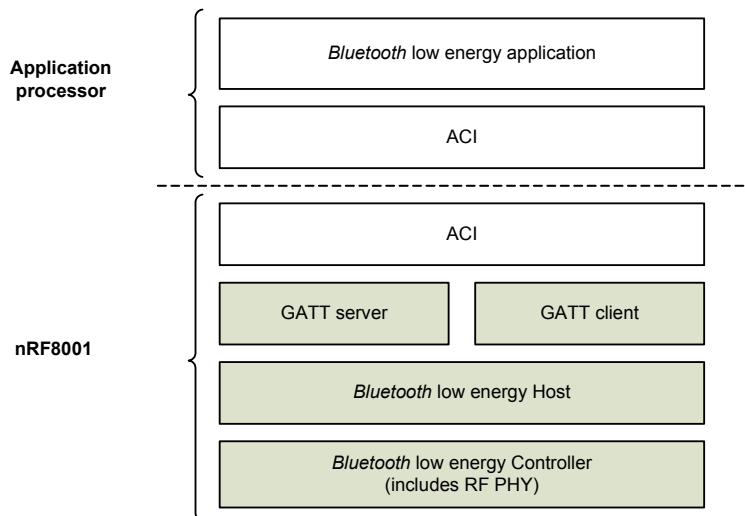 Application
processor
Bluetooth low energy application
ACI
nRF8001
ACI
GATT server
GATT client
Bluetooth low energy Host
Bluetooth low energy Controller
(includes RF PHY)